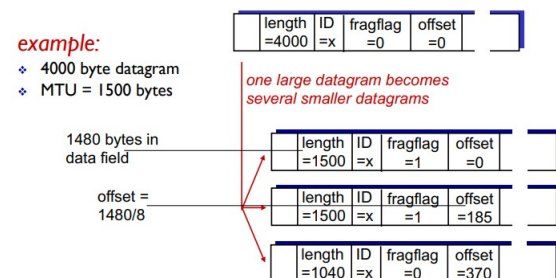 example:
4000 byte datagram
MTU = 1500 bytes
length ID fragflag offset
=4000 =x =0 =0
one large datagram becomes
several smaller datagrams
1480 bytes in
data field
length ID fragflag offset
=1500 =x =1 =0
offset =
1480/8
length ID fragflag offset
=1500 =x =1 =185
length ID fragflag offset
=1040 =x =0 =370